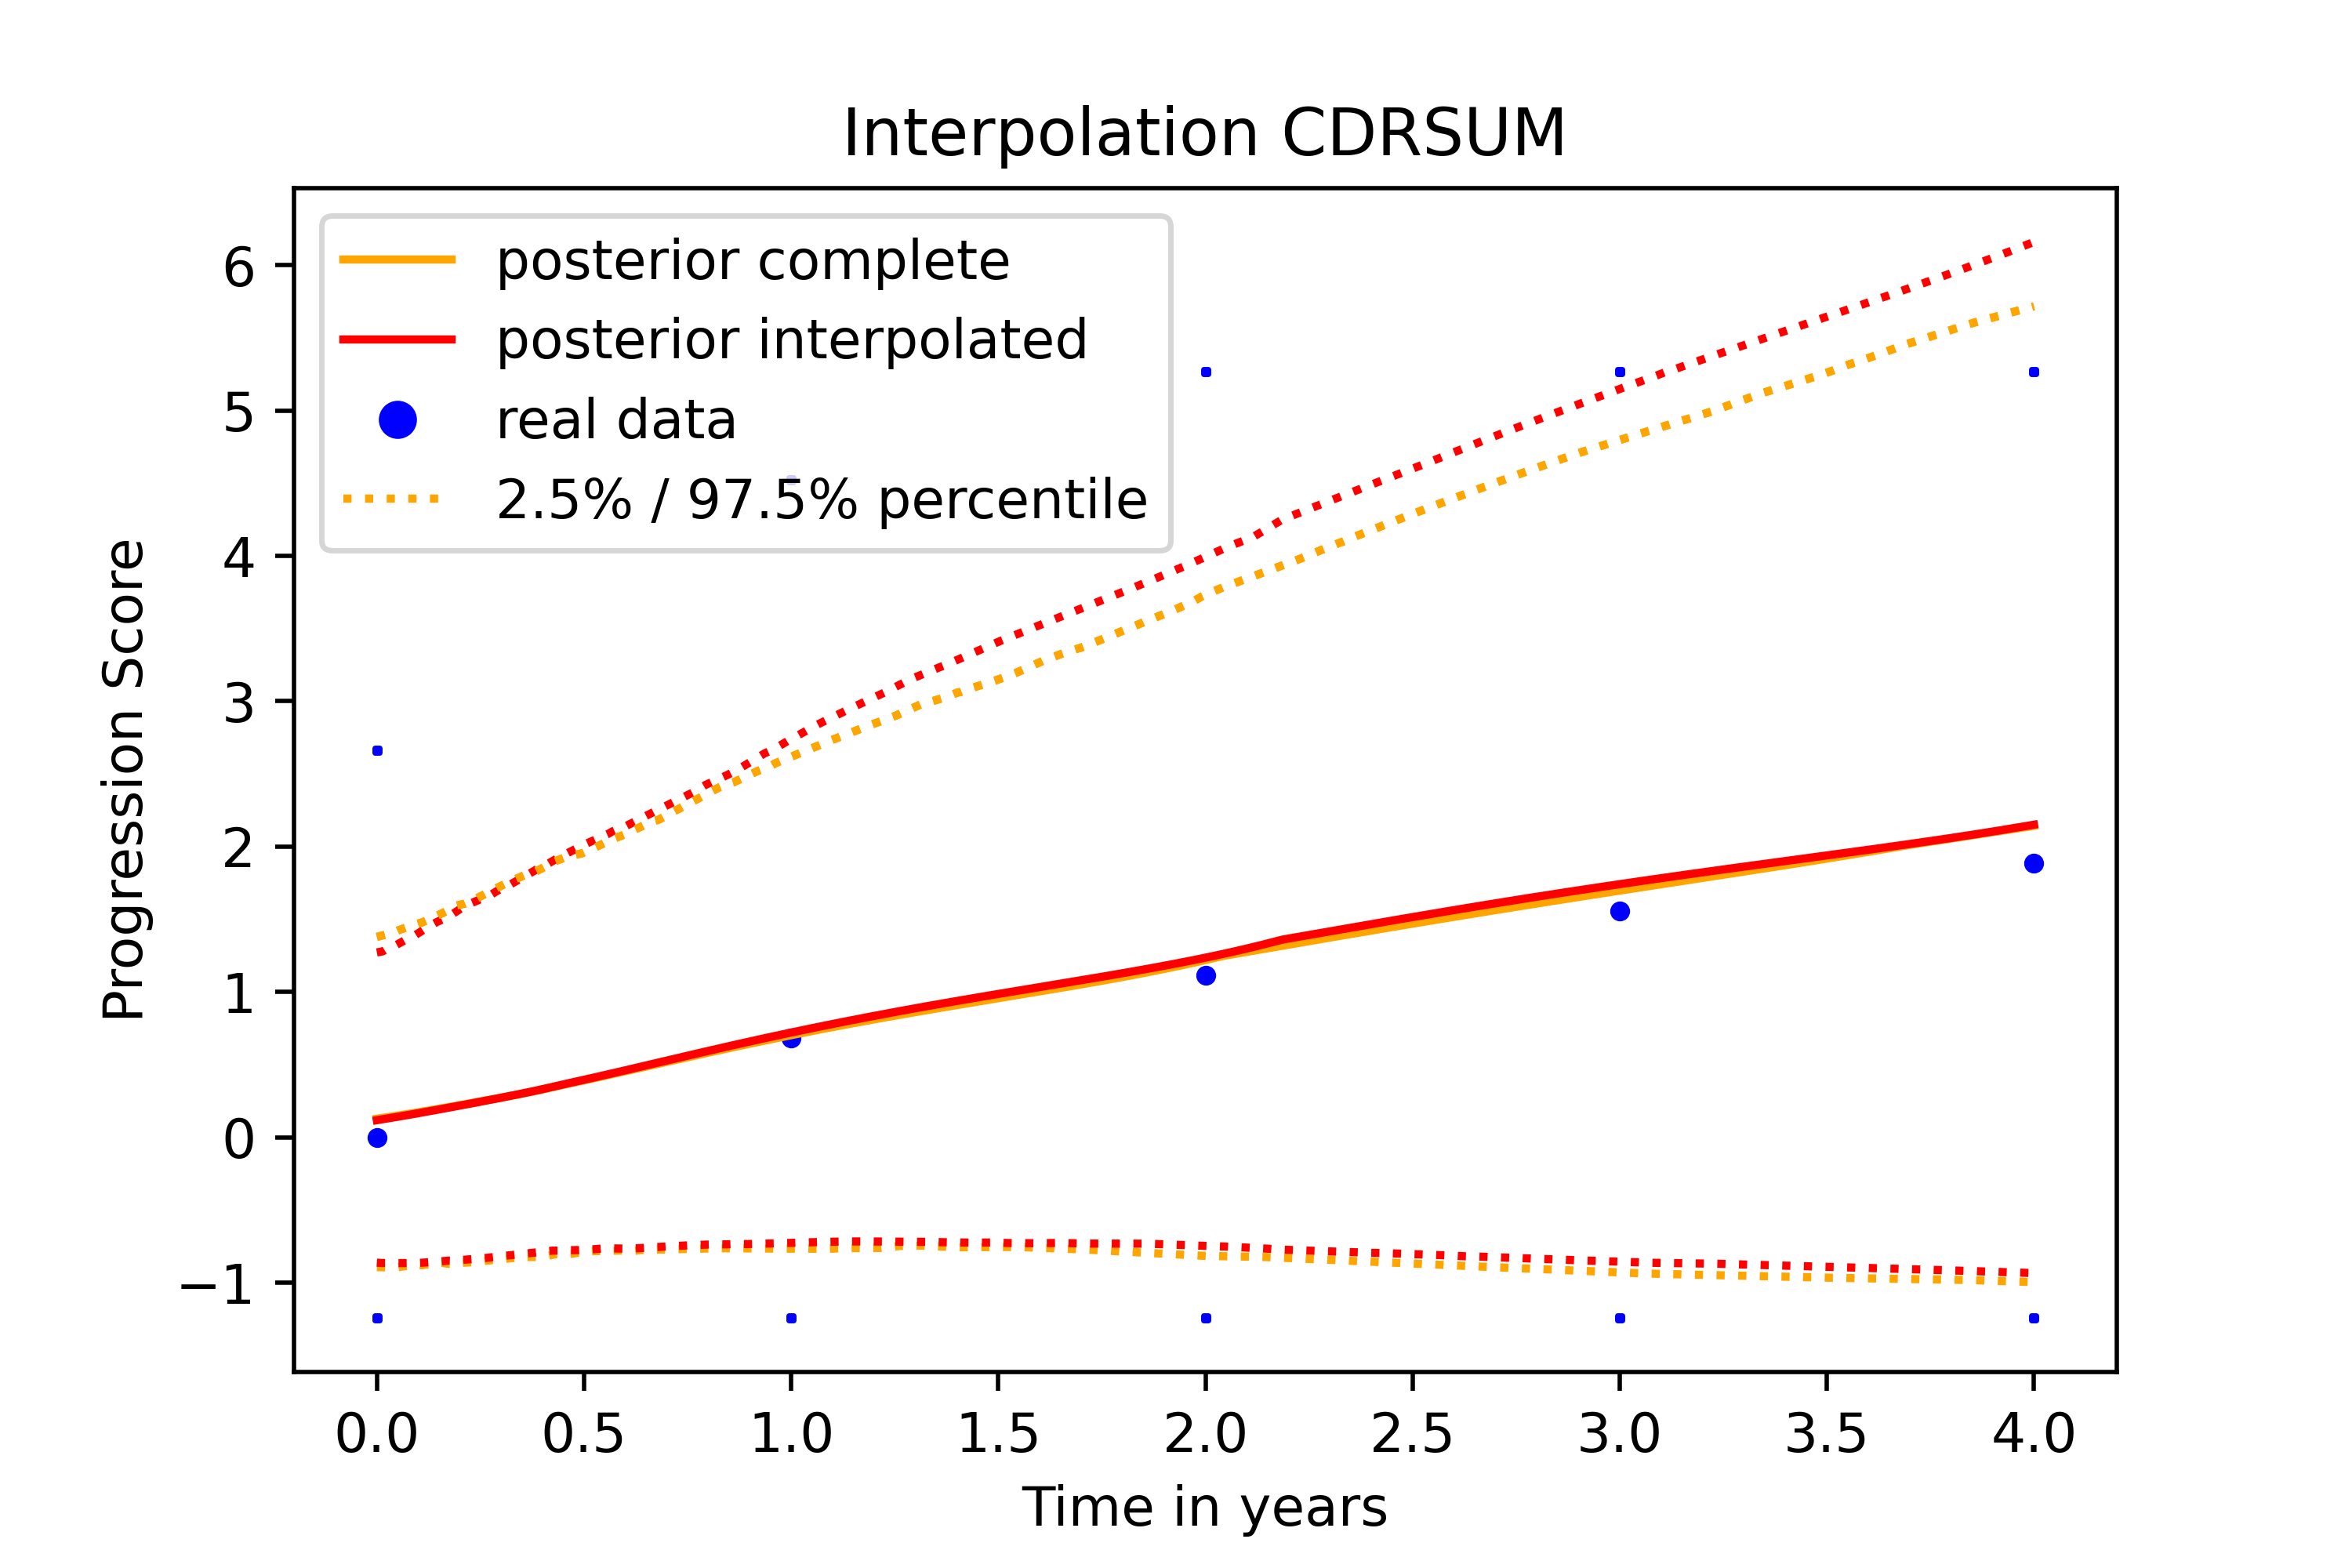 Interpolation CDRSUM
posterior complete
posterior interpolated
real data
2.5% / 97.5% percentile
6
5
4
3
2
1
0
−1
Progression Score
0.0 0.5 1.0 1.5 2.0 2.5 3.0 3.5 4.0
Time in years